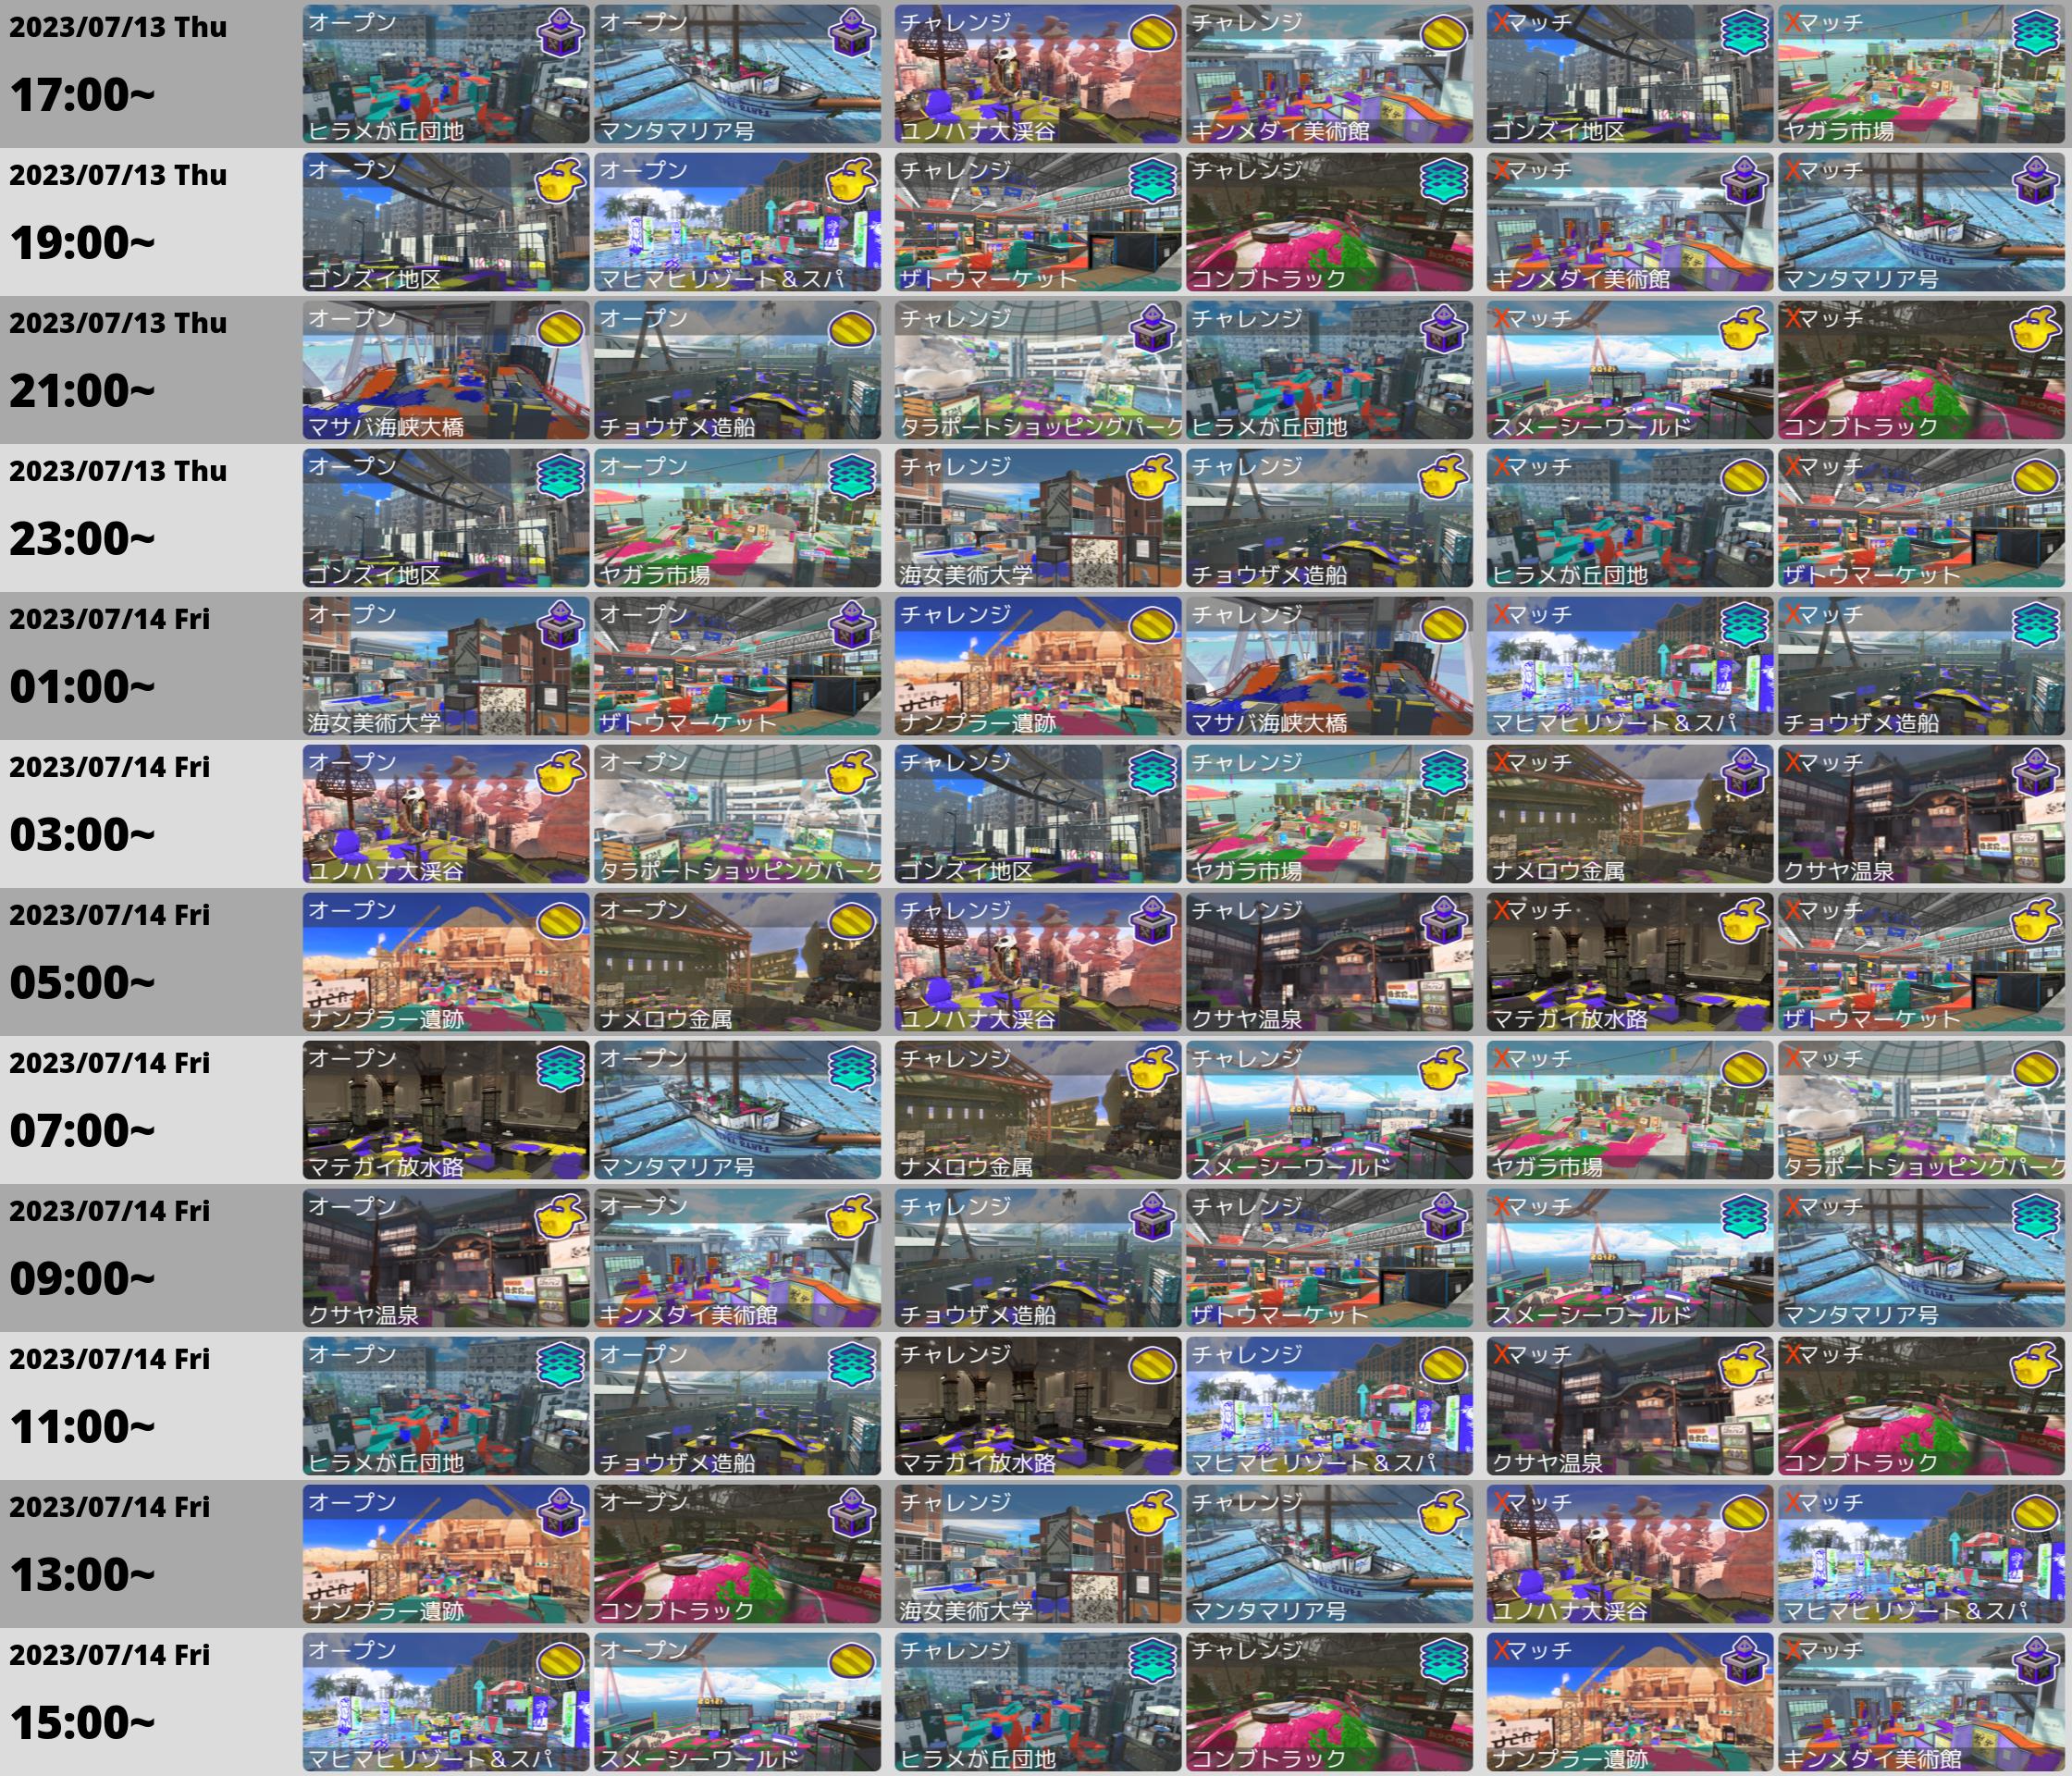 2023/07/13 Thu
17:00~
オープン オープン チャレンジ チャレンジ Xマッチ Xマッチ
ヒラメが丘団地 マンタマリア号 ユノハナ大渓谷 キンメダイ美術館 ゴンズイ地区 ヤガラ市場
2023/07/13 Thu
19:00~
オープン オープン チャレンジ チャレンジ Xマッチ Xマッチ
ゴンズイ地区 マヒマヒリゾート&スパ ザトウマーケット コンブトラック キンメダイ美術館 マンタマリア号
2023/07/13 Thu
21:00~
オープン オープン チャレンジ チャレンジ Xマッチ Xマッチ
マサバ海峡大橋 チョウザメ造船 タラポートショッピングパーク ヒラメが丘団地 スメーシーワールド コンブトラック
2023/07/13 Thu
23:00~
オープン オープン チャレンジ チャレンジ Xマッチ Xマッチ
ゴンズイ地区 ヤガラ市場 海女美術大学 チョウザメ造船 ヒラメが丘団地 ザトウマーケット
2023/07/14 Fri
01:00~
オープン オープン チャレンジ チャレンジ Xマッチ Xマッチ
海女美術大学 ザトウマーケット ナンプラー遺跡 マサバ海峡大橋 マヒマヒリゾート&スパ チョウザメ造船
2023/07/14 Fri
03:00~
オープン オープン チャレンジ チャレンジ Xマッチ Xマッチ
ユノハナ大渓谷 タラポートショッピングパーク ゴンズイ地区 ヤガラ市場 ナメロウ金属 クサヤ温泉
2023/07/14 Fri
05:00~
オープン オープン チャレンジ チャレンジ Xマッチ Xマッチ
ナンプラー遺跡 ナメロウ金属 ユノハナ大渓谷 クサヤ温泉 マテガイ放水路 ザトウマーケット
2023/07/14 Fri
07:00~
オープン オープン チャレンジ チャレンジ Xマッチ Xマッチ
マテガイ放水路 マンタマリア号 ナメロウ金属 スメーシーワールド ヤガラ市場 タラポートショッピングパーク
2023/07/14 Fri
09:00~
オープン オープン チャレンジ チャレンジ Xマッチ Xマッチ
クサヤ温泉 キンメダイ美術館 チョウザメ造船 ザトウマーケット スメーシーワールド マンタマリア号
2023/07/14 Fri
11:00~
オープン オープン チャレンジ チャレンジ Xマッチ Xマッチ
ヒラメが丘団地 チョウザメ造船 マテガイ放水路 マヒマヒリゾート&スパ クサヤ温泉 コンブトラック
2023/07/14 Fri
13:00~
オープン オープン チャレンジ チャレンジ Xマッチ Xマッチ
ナンプラー遺跡 コンブトラック 海女美術大学 マンタマリア号 ユノハナ大渓谷 マヒマヒリゾート&スパ
2023/07/14 Fri
15:00~
オープン オープン チャレンジ チャレンジ Xマッチ Xマッチ
マヒマヒリゾート&スパ スメーシーワールド ヒラメが丘団地 コンブトラック ナンプラー遺跡 キンメダイ美術館